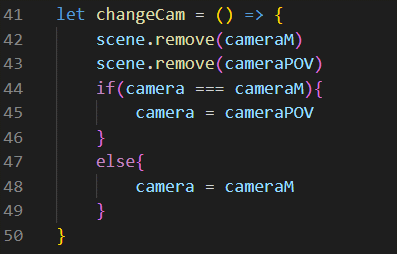 41 let changeCam = () => {
42 scene.remove(cameraM)
43 scene.remove(cameraPOV)
44 if(camera === cameraM){
45 camera = cameraPOV
46 }
47 else{
48 camera = cameraM
49 }
50 }